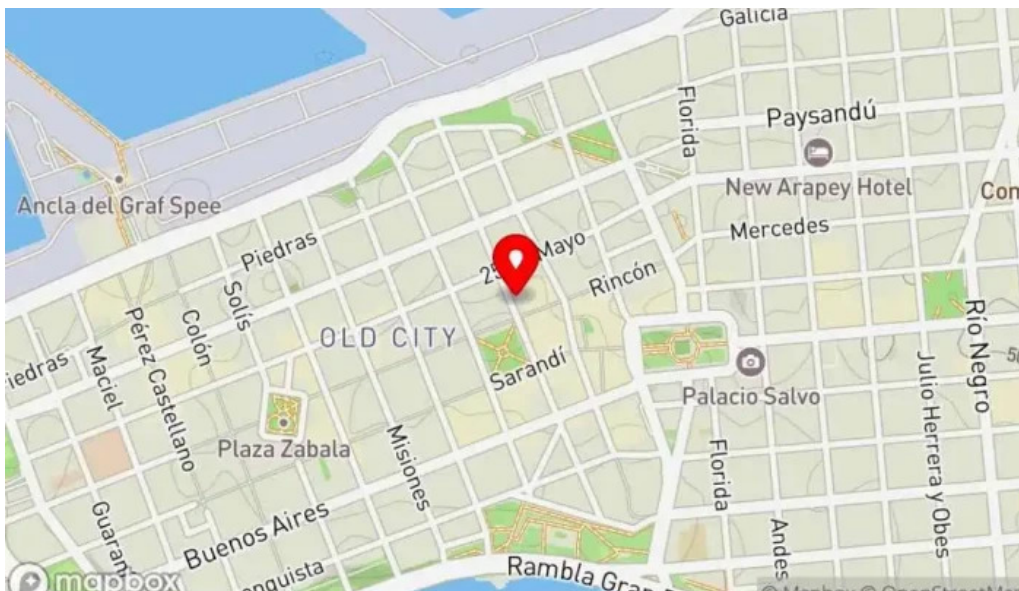 Galicia
Florida
Paysandú
New Arapey Hotel
Ancla del Graf Spee
Mercedes
Piedras
Mayo
Rincón
Solís
Colón
Pérez Castellano
Maciel
OLD CITY
Sarandí
Río Negro
Palacio Salvo
Julio Herrera y Obes
Plaza Zabala
Misiones
Florida
Buenos Aires
Andes
Rambla
mapbox